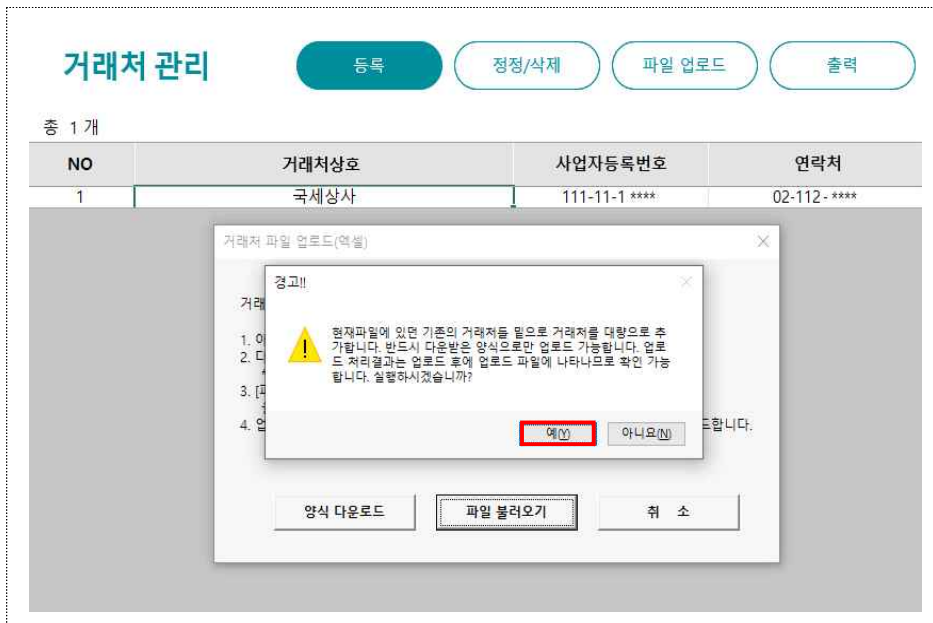 거래처 관리
등록
정정/삭제
파일 업로드
출력
총 1 개
NO 거래처상호 사업자등록번호 연락처
1 국세상사 111-11-1 **** 02-112- ****
거래처 파일 업로드(엑셀)
경고!!
거래
현재파일에 있던 기존의 거래처들 밑으로 거래처를 대량으로 추
가합니다. 반드시 다운받은 양식으로만 업로드 가능합니다. 업로
드 처리결과는 업로드 후에 업로드 파일에 나타나므로 확인 가능
합니다. 실행하시겠습니까?
1.
2.
3.
4. 드합니다.
예(Y)
아니요(N)
양식 다운로드
파일 불러오기
취 소